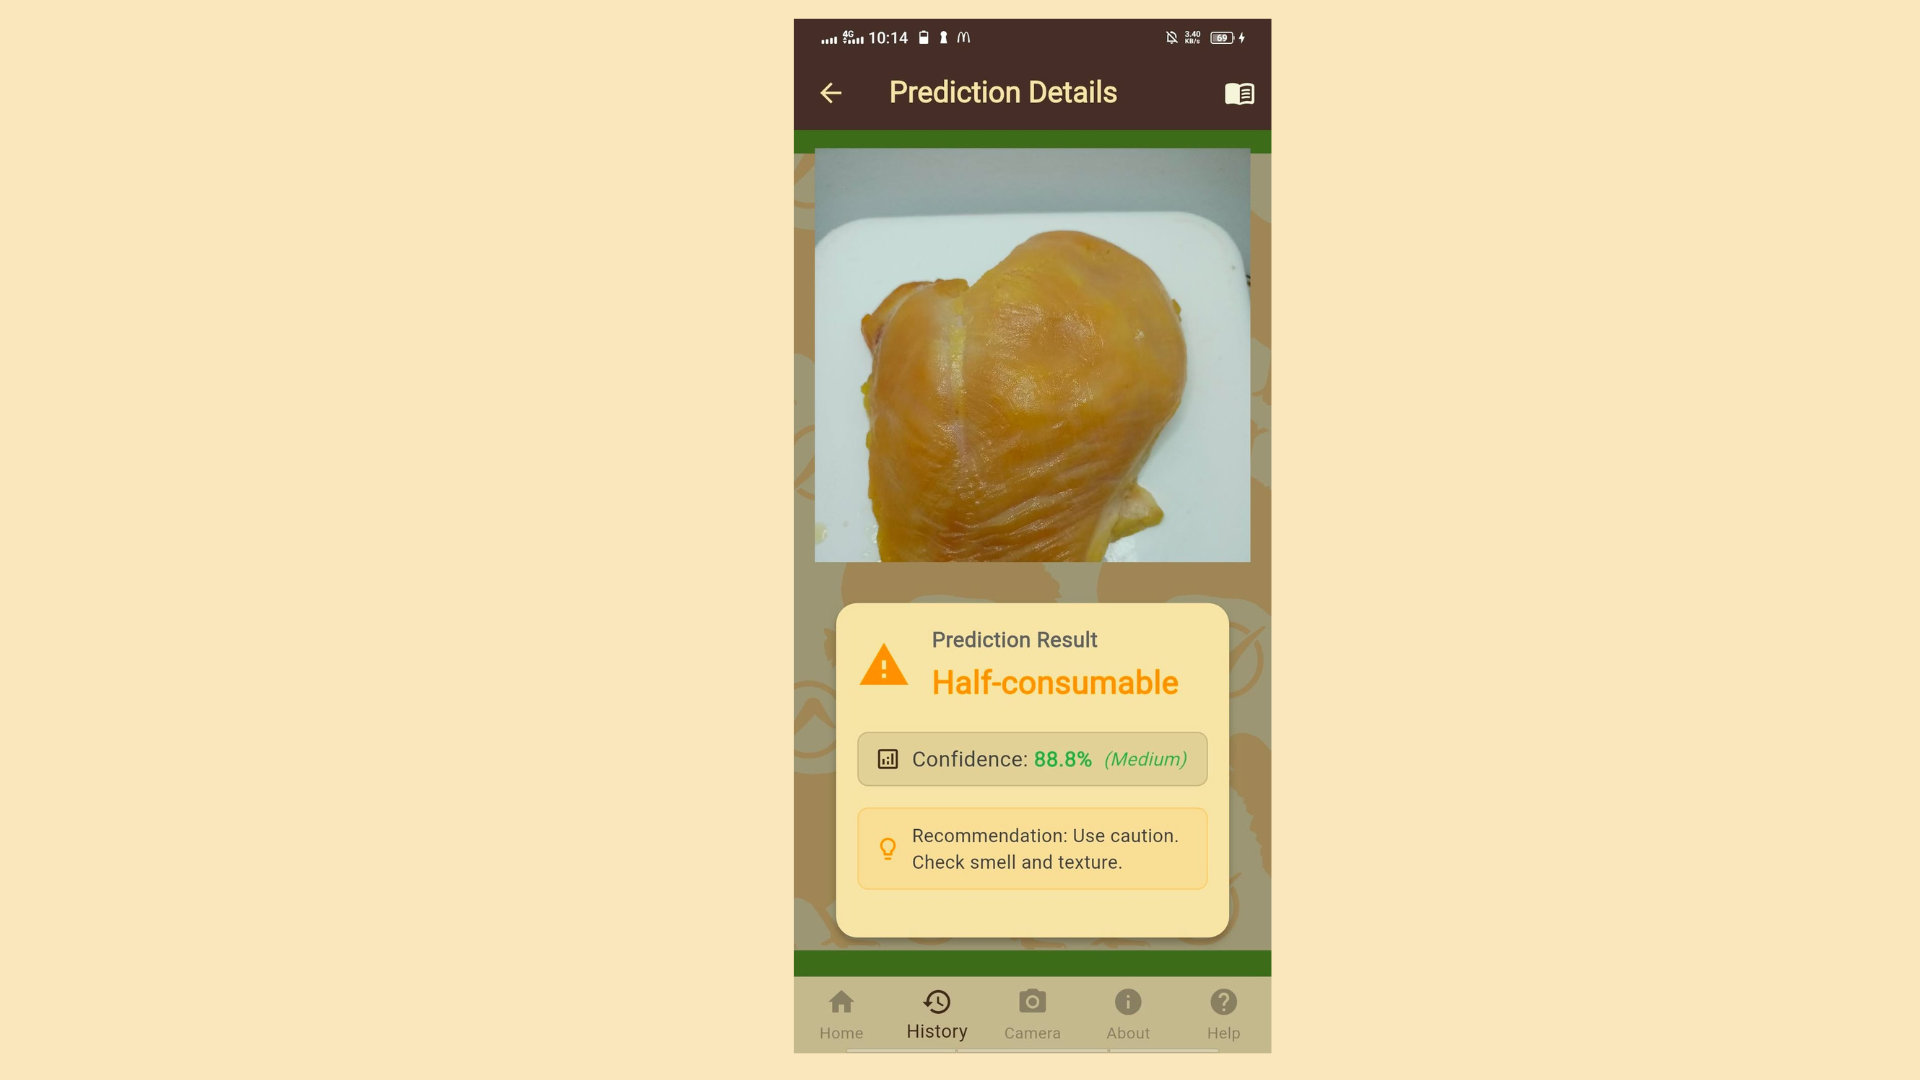 4G 10:14 3.40 KB/s 69
Prediction Details
Prediction Result
Half-consumable
Confidence: 88.8% (Medium)
Recommendation: Use caution.
Check smell and texture.
Home History Camera About Help